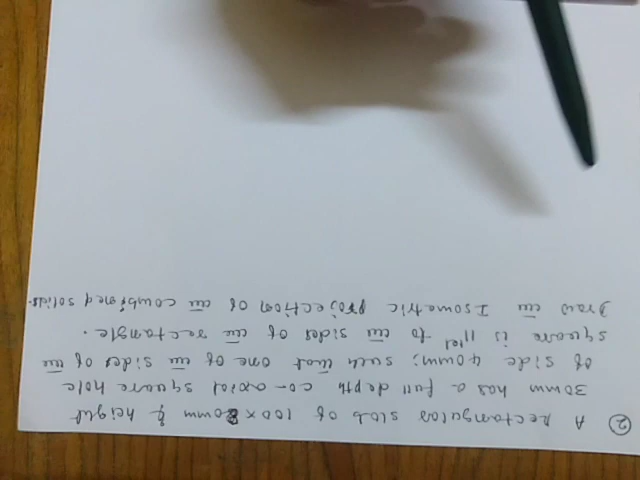 ② A Rectangular slab of 100 x 80mm & height
30mm has a full depth co-axial square hole
of side 40mm; such that one of the sides of the
square is ||lel to the sides of the rectangle.
Draw the Isometric projection of the combined solids.